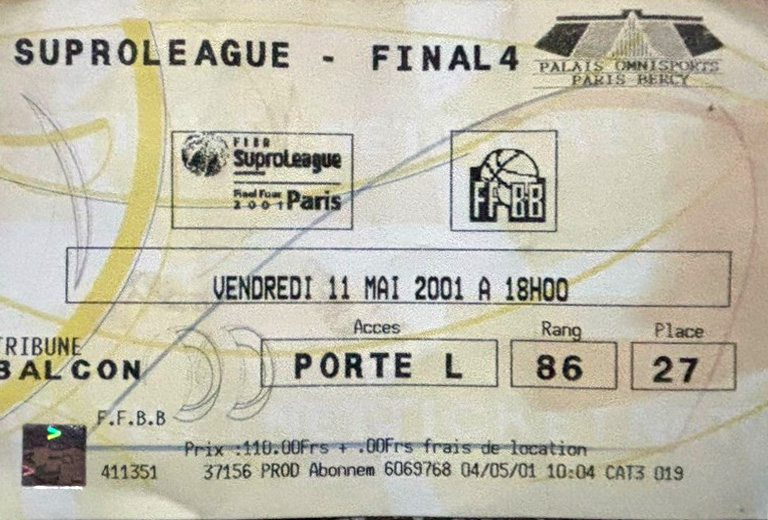 SUPROLEAGUE - FINAL4
PALAIS OMNISPORTS
PARIS BERCY
FIBA
SuproLeague
Final Four
2001 Paris
FFBB
VENDREDI 11 MAI 2001 A 18H00
TRIBUNE
BALCON
Acces
PORTE L
Rang
86
Place
27
F.F.B.B
Prix :110.00Frs + .00Frs frais de location
411351 37156 PROD Abonnem 6069768 04/05/01 10:04 CAT3 019